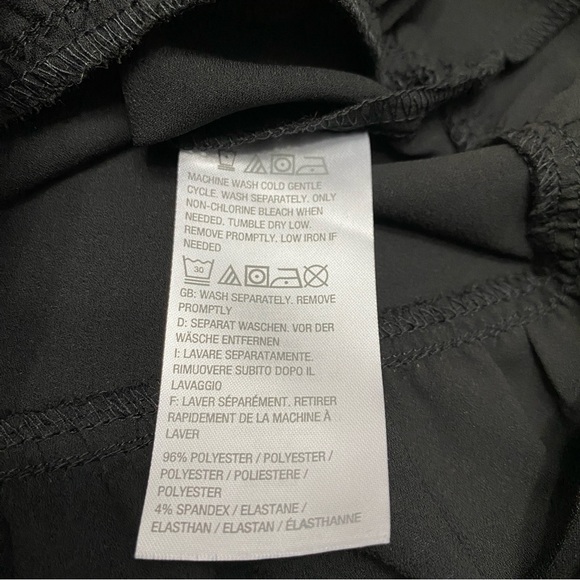 MACHINE WASH COLD GENTLE
CYCLE. WASH SEPARATELY. ONLY
NON-CHLORINE BLEACH WHEN
NEEDED. TUMBLE DRY LOW.
REMOVE PROMPTLY. LOW IRON IF
NEEDED
30
GB: WASH SEPARATELY. REMOVE
PROMPTLY
D: SEPARAT WASCHEN. VOR DER
WÄSCHE ENTFERNEN
I: LAVARE SEPARATAMENTE.
RIMUOVERE SUBITO DOPO IL
LAVAGGIO
F: LAVER SÉPARÉMENT. RETIRER
RAPIDEMENT DE LA MACHINE À
LAVER
96% POLYESTER / POLYESTER /
POLYESTER / POLIESTERE /
POLYESTER
4% SPANDEX / ELASTANE /
ELASTHAN / ELASTAN / ÉLASTHANNE